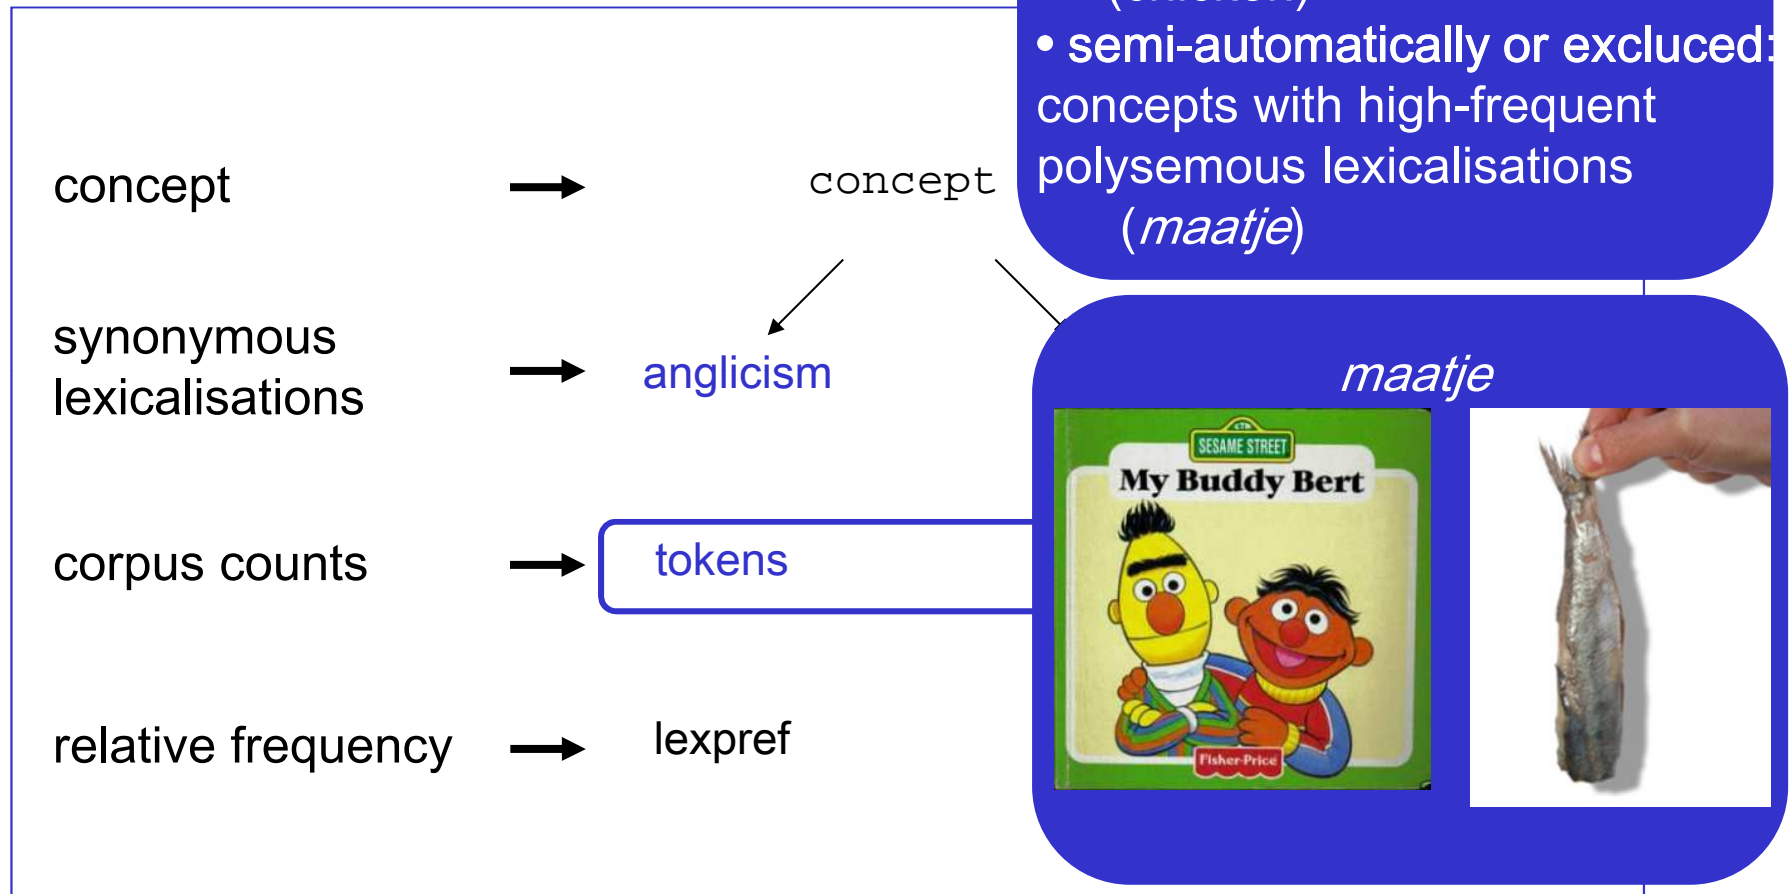 • semi-automatically or excluced:
concepts with high-frequent
polysemous lexicalisations
(maatje)
concept
concept
synonymous
lexicalisations
anglicism
maatje
SESAME STREET
My Buddy Bert
Fisher-Price
corpus counts
tokens
relative frequency
lexpref